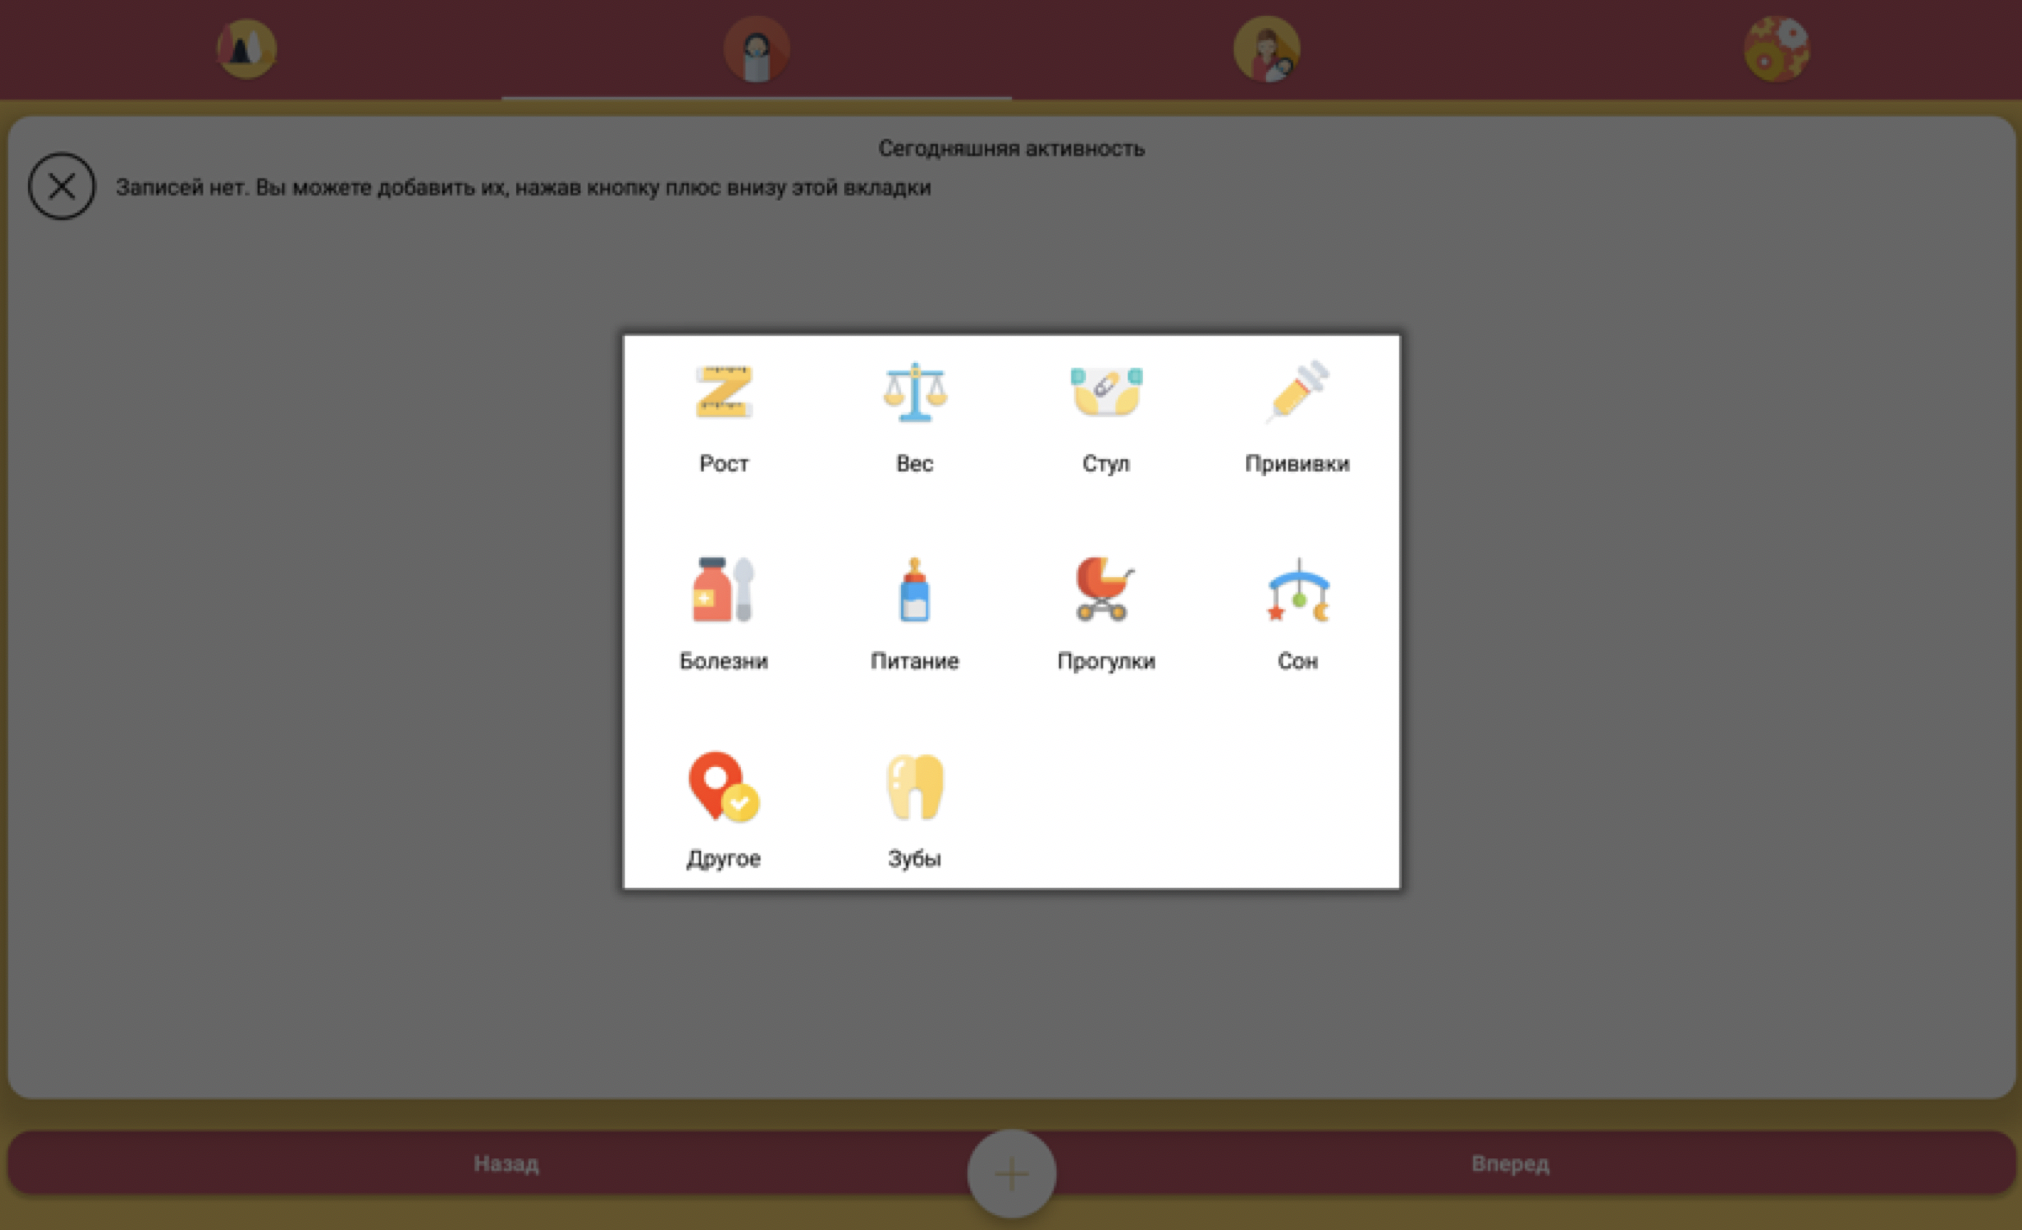 Сегодняшняя активность
Записей нет. Вы можете добавить их, нажав кнопку плюс внизу этой вкладки
Рост
Вес
Стул
Прививки
Болезни
Питание
Прогулки
Сон
Другое
Зубы
Назад
Вперед